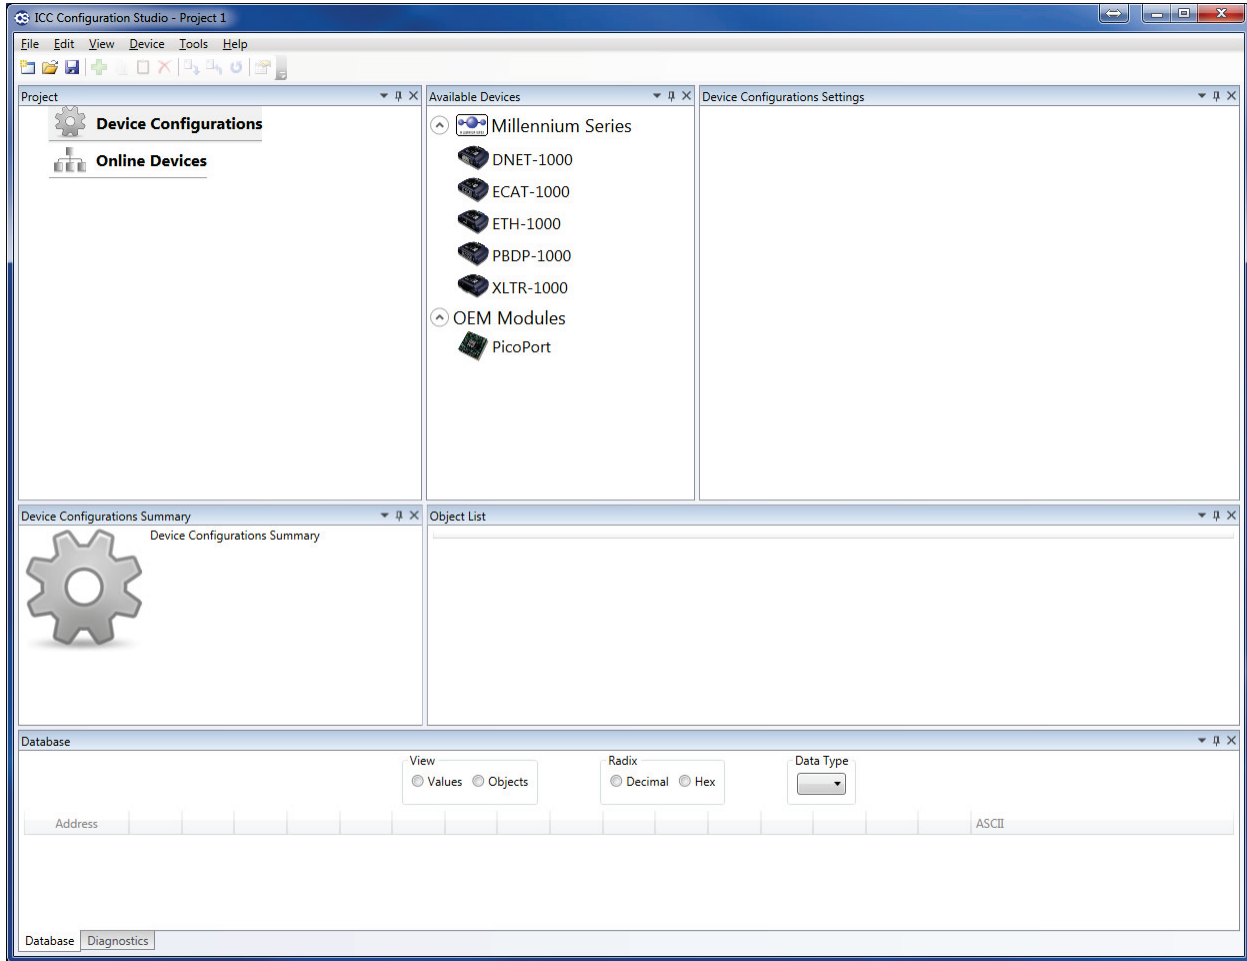 ICC Configuration Studio - Project 1
File Edit View Device Tools Help
Project
Device Configurations
Online Devices
Available Devices
Millennium Series
DNET-1000
ECAT-1000
ETH-1000
PBDP-1000
XLTR-1000
OEM Modules
PicoPort
Device Configurations Settings
Device Configurations Summary
Device Configurations Summary
Object List
Database
View
Values Objects
Radix
Decimal Hex
Data Type
Address ASCII
Database Diagnostics